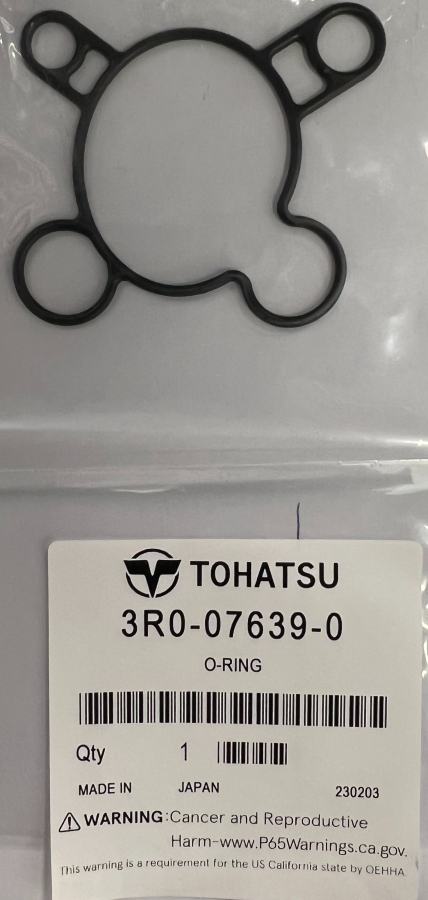 TOHATSU
3R0-07639-0
O-RING
Qty 1
MADE IN JAPAN 230203
WARNING:Cancer and Reproductive
Harm-www.P65Warnings.ca.gov.
This warning is a requirement for the US California state by OEHHA